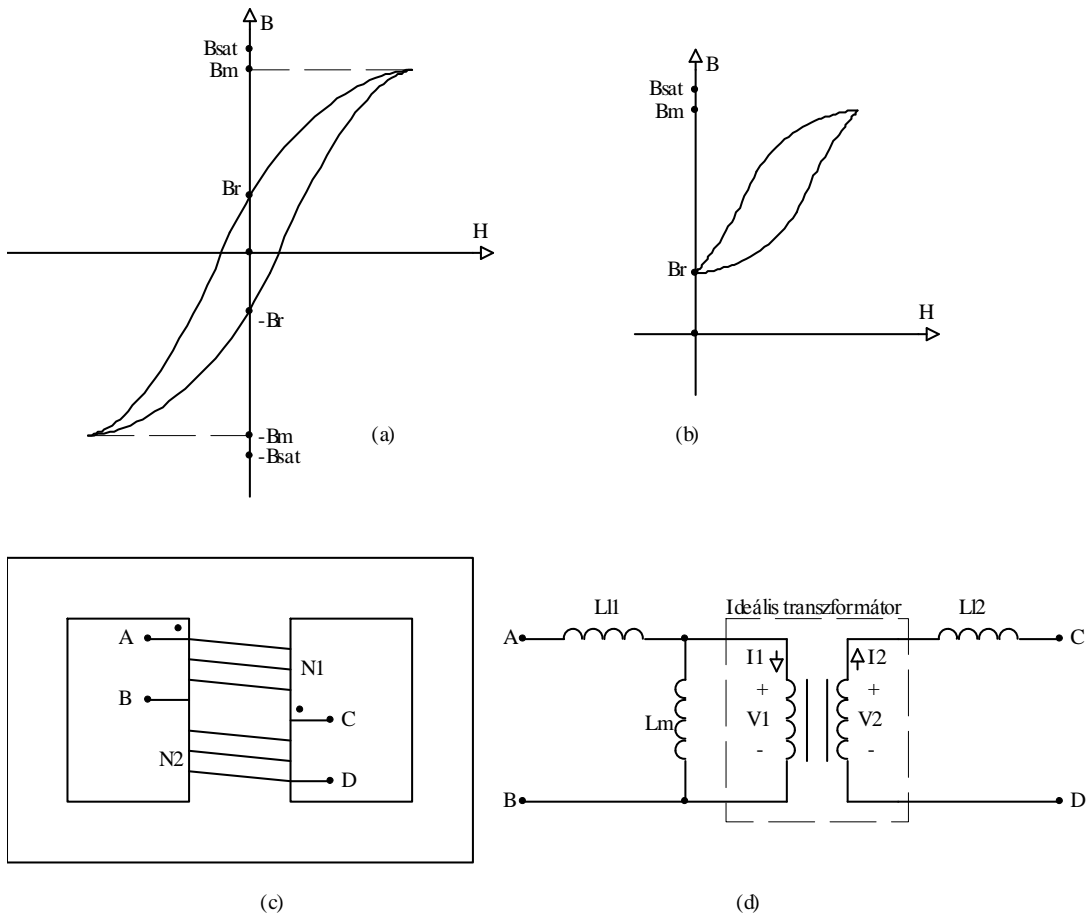 B
Bsat
Bm
Br
H
-Br
-Bm
-Bsat
(a)
B
Bsat
Bm
Br
H
(b)
A
B
N1
N2
C
D
(c)
Ideális transzformátor
Ll1
Ll2
A
I1
I2
C
+
+
Lm
V1
V2
-
-
B
D
(d)